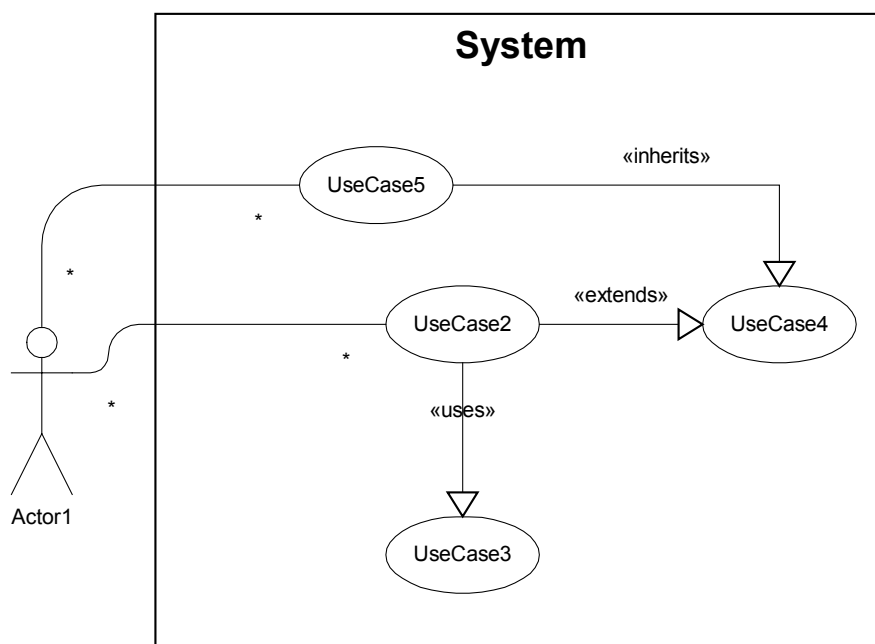 System
«inherits»
UseCase5
*
*
«extends»
UseCase2
UseCase4
*
*
«uses»
Actor1
UseCase3